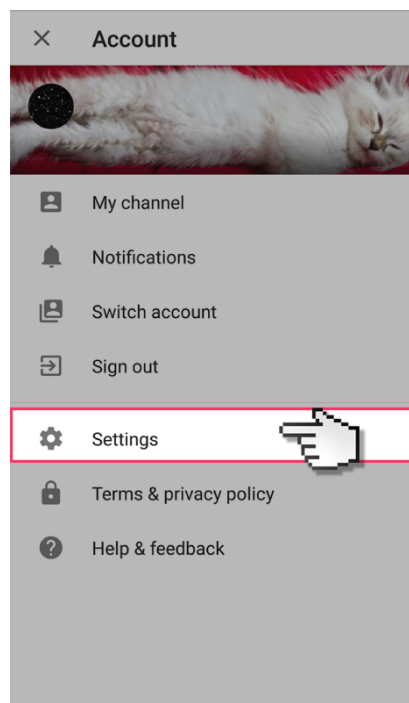 Account
My channel
Notifications
Switch account
Sign out
Settings
Terms & privacy policy
Help & feedback